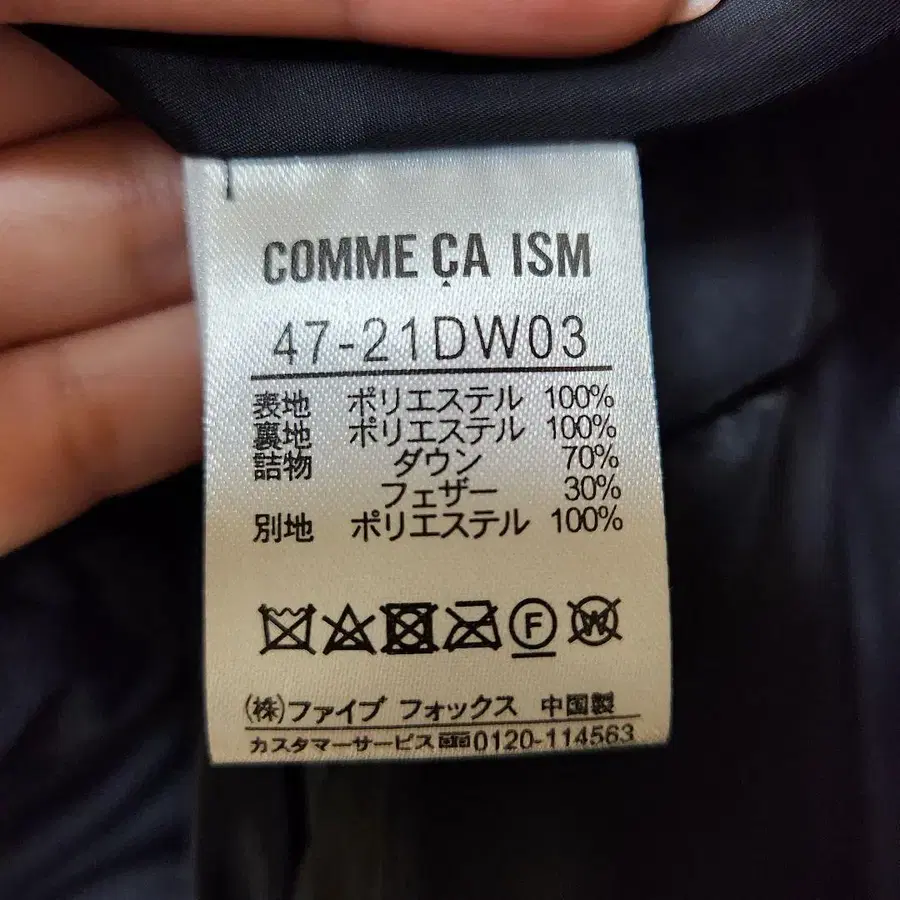 COMME ÇA ISM
47-21DW03
表地 ポリエステル 100%
裏地 ポリエステル 100%
詰物 ダウン 70%
フェザー 30%
別地 ポリエステル 100%
F W
(株)ファイブ フォックス 中国製
カスタマーサービス 0120-114563